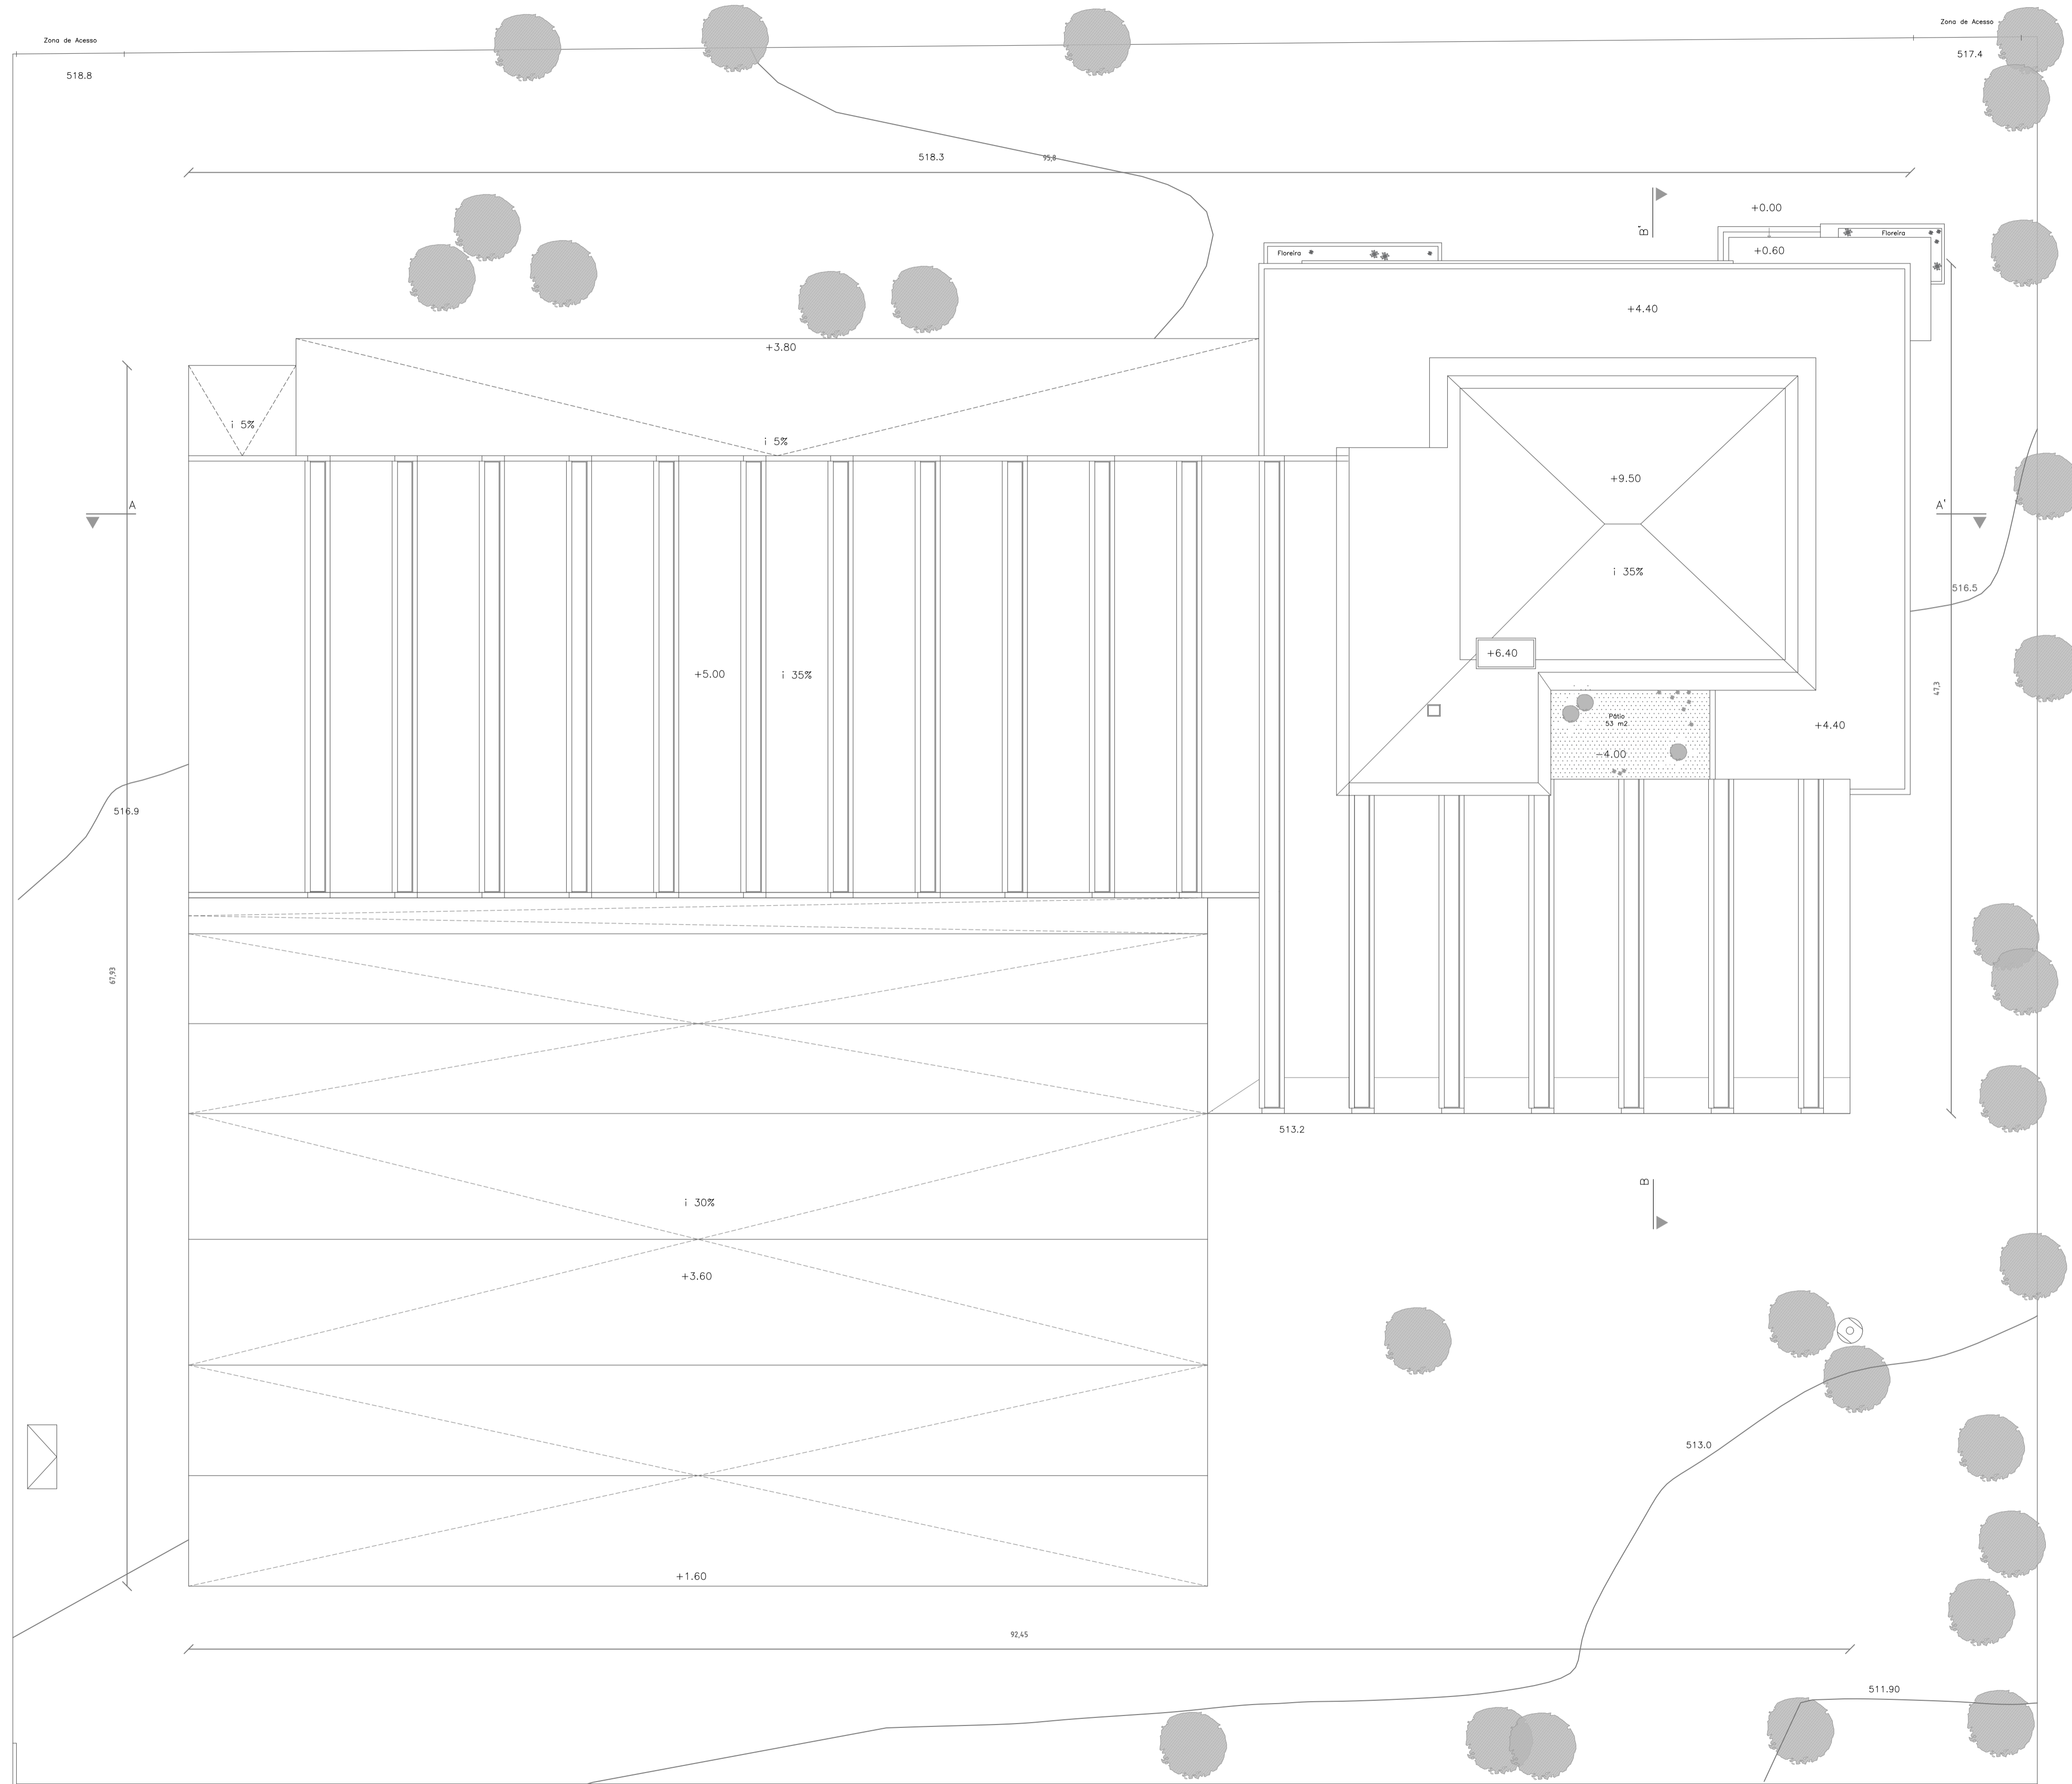 Zona de Acesso
Zona de Acesso
518.8
517.4
518.3
95,8
B'
+0.00
Floreira
Floreira
+0.60
+4.40
+3.80
i 5%
i 5%
A
A'
+9.50
i 35%
516.5
+5.00
i 35%
+6.40
47,3
Pátio
53 m2
+4.40
-4.00
516.9
67,93
513.2
B
i 30%
+3.60
513.0
+1.60
92,45
511.90